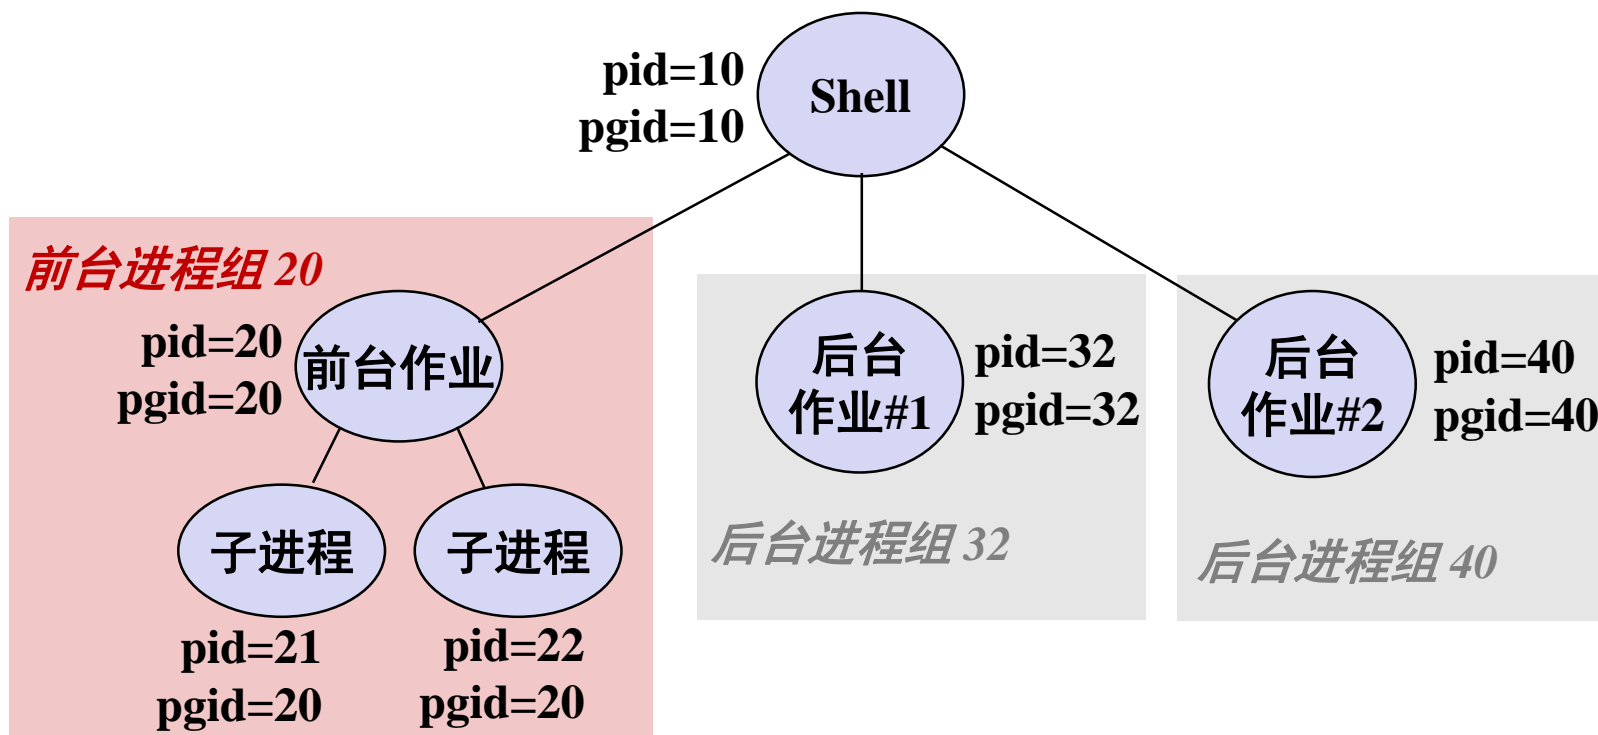 pid=10
pgid=10
Shell
前台进程组 20
pid=20
pgid=20
前台作业
后台
作业#1
pid=32
pgid=32
后台
作业#2
pid=40
pgid=40
子进程
子进程
后台进程组 32
后台进程组 40
pid=21
pgid=20
pid=22
pgid=20